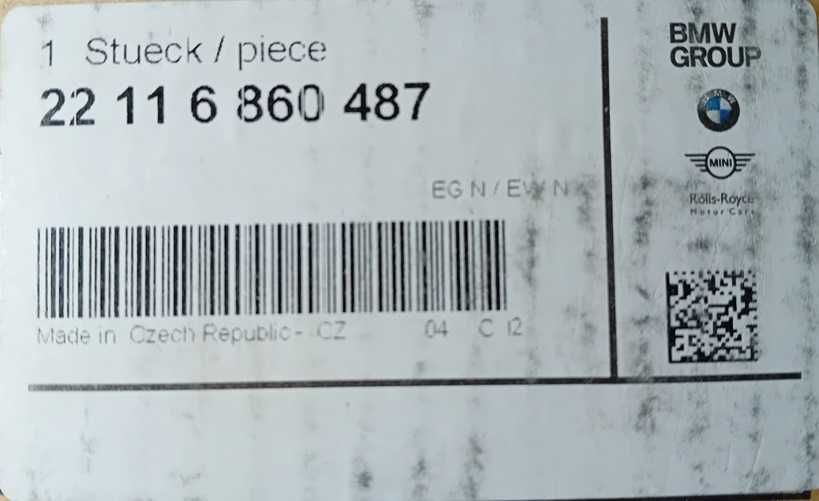 1 Stueck / piece
22 11 6 860 487
EG N / EW N
Made in Czech Republic - CZ 04 C 12
BMW
GROUP
BMW
MINI
Rolls-Royce
Motor Cars